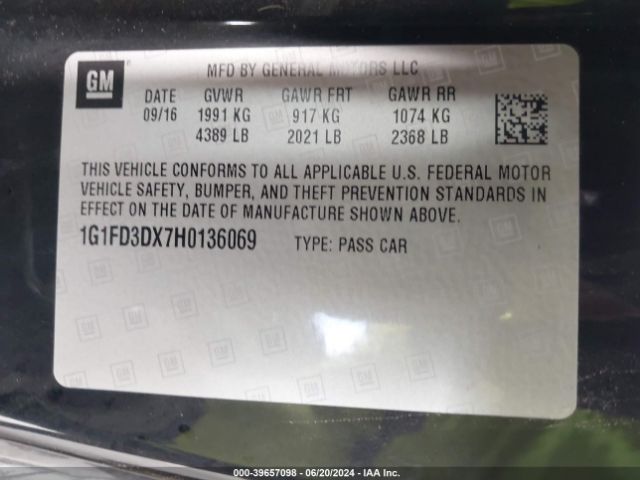 GM
MFD BY GENERAL MOTORS LLC
DATE GVWR GAWR FRT GAWR RR
09/16 1991 KG 917 KG 1074 KG
4389 LB 2021 LB 2368 LB
THIS VEHICLE CONFORMS TO ALL APPLICABLE U.S. FEDERAL MOTOR
VEHICLE SAFETY, BUMPER, AND THEFT PREVENTION STANDARDS IN
EFFECT ON THE DATE OF MANUFACTURE SHOWN ABOVE.
1G1FD3DX7H0136069 TYPE: PASS CAR
000-39657098 - 06/20/2024 - IAA Inc.